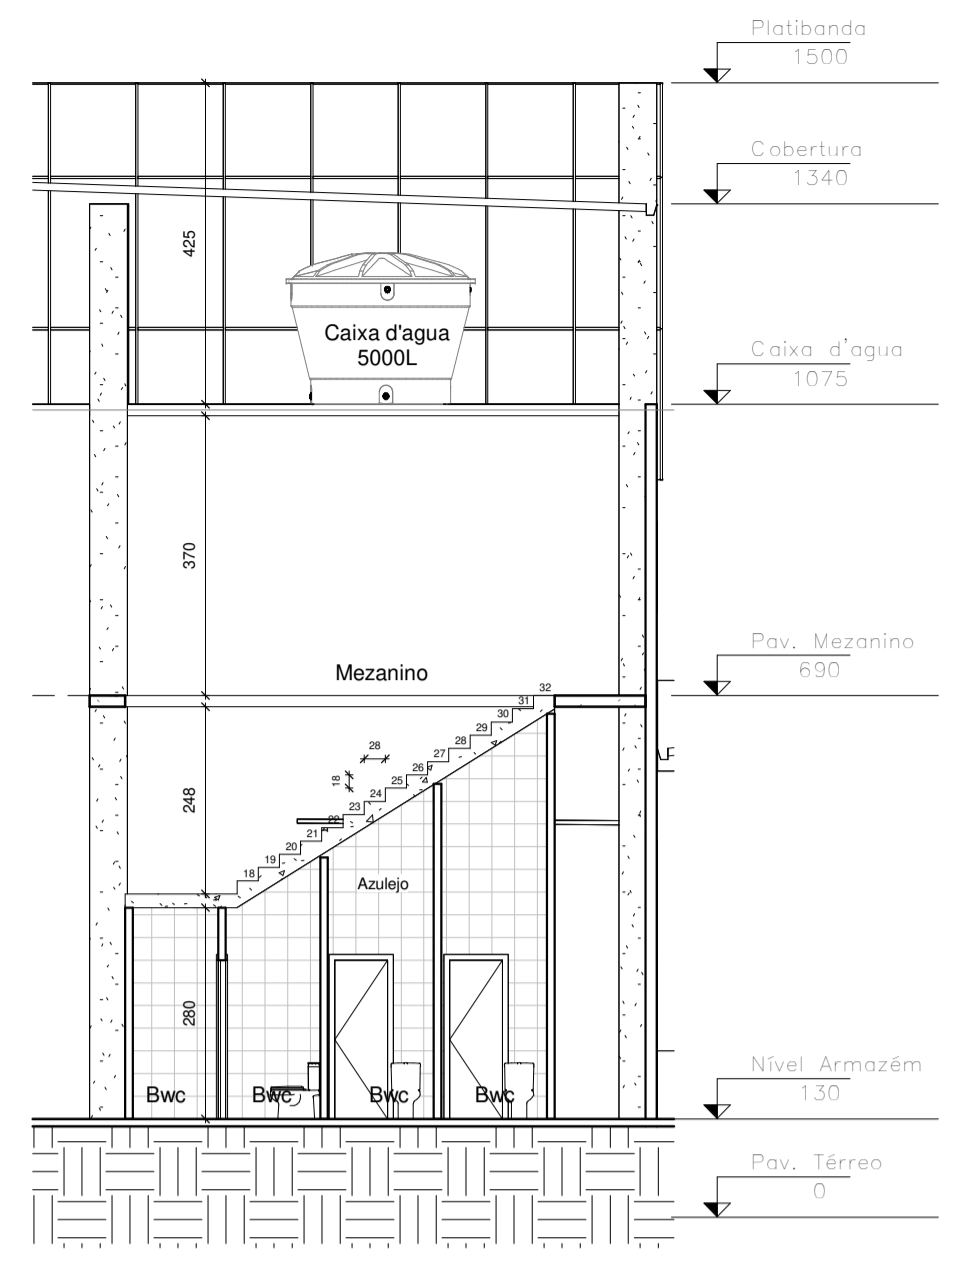 Platibanda
1500
Cobertura
1340
425
Caixa d'agua
5000L
Caixa d'agua
1075
370
Pav. Mezanino
690
Mezanino
32
31
30
29
28
28
27
26
18
25
24
23
22
21
20
19
18
248
Azulejo
280
Nível Armazém
130
Bwc
Bwc
Bwc
Bwc
Pav. Térreo
0